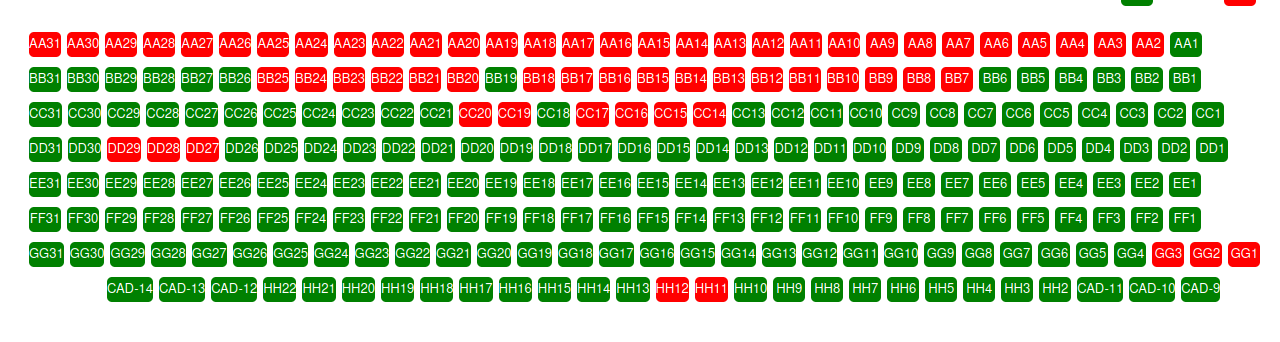 AA31 AA30 AA29 AA28 AA27 AA26 AA25 AA24 AA23 AA22 AA21 AA20 AA19 AA18 AA17 AA16 AA15 AA14 AA13 AA12 AA11 AA10 AA9 AA8 AA7 AA6 AA5 AA4 AA3 AA2 AA1
BB31 BB30 BB29 BB28 BB27 BB26 BB25 BB24 BB23 BB22 BB21 BB20 BB19 BB18 BB17 BB16 BB15 BB14 BB13 BB12 BB11 BB10 BB9 BB8 BB7 BB6 BB5 BB4 BB3 BB2 BB1
CC31 CC30 CC29 CC28 CC27 CC26 CC25 CC24 CC23 CC22 CC21 CC20 CC19 CC18 CC17 CC16 CC15 CC14 CC13 CC12 CC11 CC10 CC9 CC8 CC7 CC6 CC5 CC4 CC3 CC2 CC1
DD31 DD30 DD29 DD28 DD27 DD26 DD25 DD24 DD23 DD22 DD21 DD20 DD19 DD18 DD17 DD16 DD15 DD14 DD13 DD12 DD11 DD10 DD9 DD8 DD7 DD6 DD5 DD4 DD3 DD2 DD1
EE31 EE30 EE29 EE28 EE27 EE26 EE25 EE24 EE23 EE22 EE21 EE20 EE19 EE18 EE17 EE16 EE15 EE14 EE13 EE12 EE11 EE10 EE9 EE8 EE7 EE6 EE5 EE4 EE3 EE2 EE1
FF31 FF30 FF29 FF28 FF27 FF26 FF25 FF24 FF23 FF22 FF21 FF20 FF19 FF18 FF17 FF16 FF15 FF14 FF13 FF12 FF11 FF10 FF9 FF8 FF7 FF6 FF5 FF4 FF3 FF2 FF1
GG31 GG30 GG29 GG28 GG27 GG26 GG25 GG24 GG23 GG22 GG21 GG20 GG19 GG18 GG17 GG16 GG15 GG14 GG13 GG12 GG11 GG10 GG9 GG8 GG7 GG6 GG5 GG4 GG3 GG2 GG1
CAD-14 CAD-13 CAD-12 HH22 HH21 HH20 HH19 HH18 HH17 HH16 HH15 HH14 HH13 HH12 HH11 HH10 HH9 HH8 HH7 HH6 HH5 HH4 HH3 HH2 CAD-11 CAD-10 CAD-9